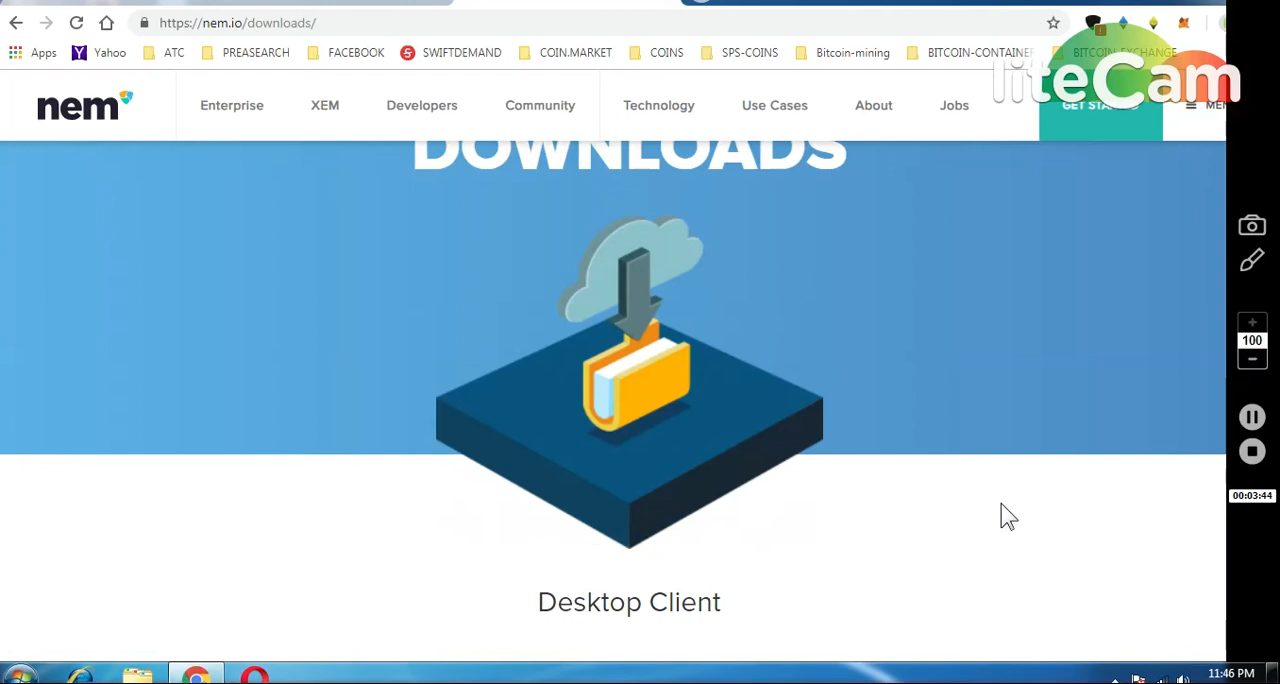 https://nem.io/downloads/
Apps Yahoo ATC PREASEARCH FACEBOOK SWIFTDEMAND COIN.MARKET COINS SPS-COINS Bitcoin-mining BITCOIN-CONTAINER BITCOIN-EXCHANGE
liteCam
nem Enterprise XEM Developers Community Technology Use Cases About Jobs
DOWNLOADS
100
00:03:44
Desktop Client
11:46 PM